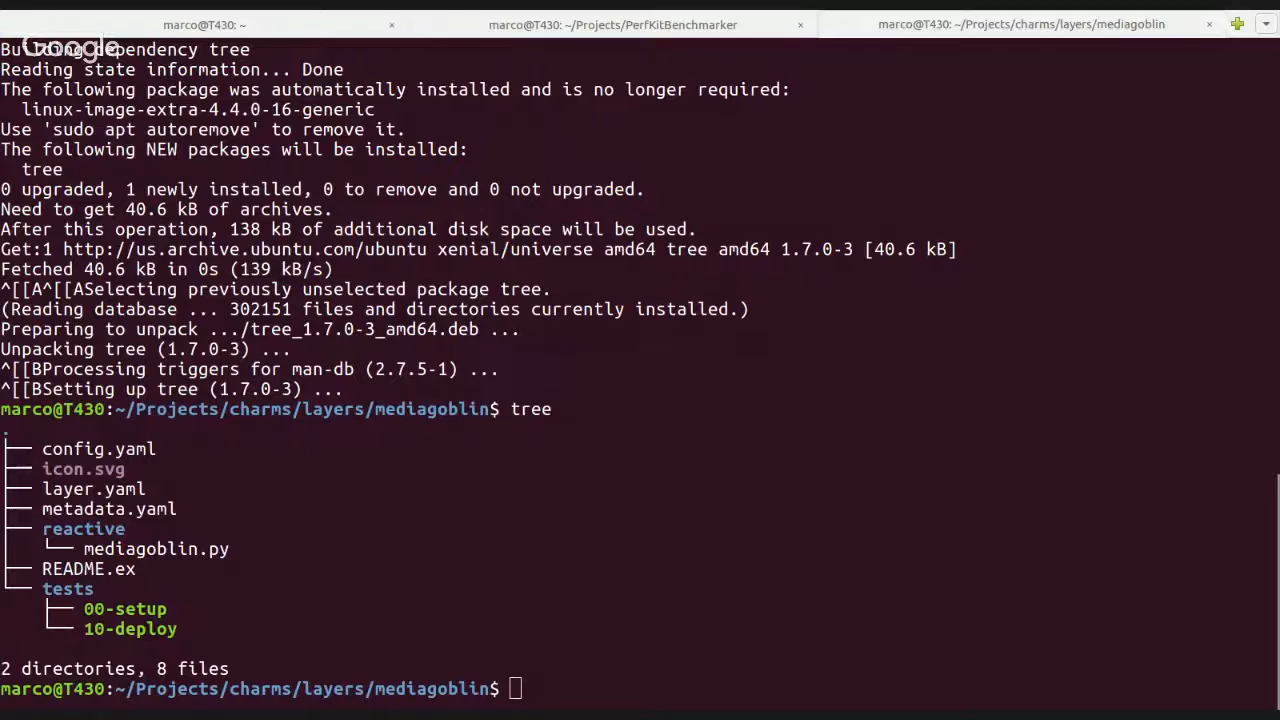 marco@T430: ~ × marco@T430: ~/Projects/PerfKitBenchmarker × marco@T430: ~/Projects/charms/layers/mediagoblin ×
Google
Building dependency tree
Reading state information... Done
The following package was automatically installed and is no longer required:
  linux-image-extra-4.4.0-16-generic
Use 'sudo apt autoremove' to remove it.
The following NEW packages will be installed:
  tree
0 upgraded, 1 newly installed, 0 to remove and 0 not upgraded.
Need to get 40.6 kB of archives.
After this operation, 138 kB of additional disk space will be used.
Get:1 http://us.archive.ubuntu.com/ubuntu xenial/universe amd64 tree amd64 1.7.0-3 [40.6 kB]
Fetched 40.6 kB in 0s (139 kB/s)
^[[A^[[ASelecting previously unselected package tree.
(Reading database ... 302151 files and directories currently installed.)
Preparing to unpack .../tree_1.7.0-3_amd64.deb ...
Unpacking tree (1.7.0-3) ...
^[[BProcessing triggers for man-db (2.7.5-1) ...
^[[BSetting up tree (1.7.0-3) ...
marco@T430:~/Projects/charms/layers/mediagoblin$ tree
.
├── config.yaml
├── icon.svg
├── layer.yaml
├── metadata.yaml
├── reactive
│   └── mediagoblin.py
├── README.ex
└── tests
    ├── 00-setup
    └── 10-deploy
2 directories, 8 files
marco@T430:~/Projects/charms/layers/mediagoblin$